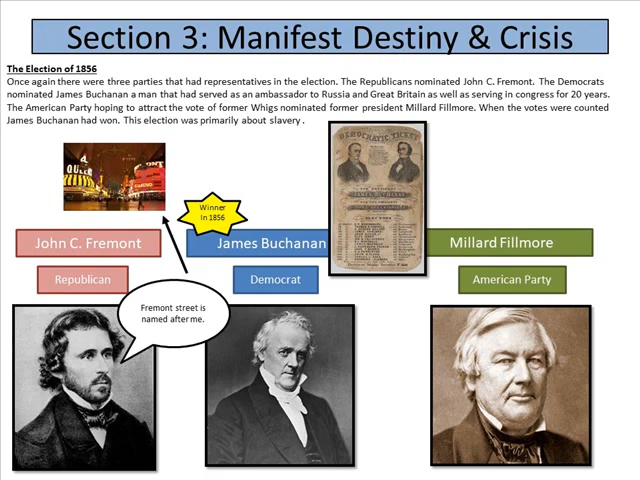 Section 3: Manifest Destiny & Crisis
The Election of 1856
Once again there were three parties that had representatives in the election. The Republicans nominated John C. Fremont. The Democrats
nominated James Buchanan a man that had served as an ambassador to Russia and Great Britain as well as serving in congress for 20 years.
The American Party hoping to attract the vote of former Whigs nominated former president Millard Fillmore. When the votes were counted
James Buchanan had won. This election was primarily about slavery .
DEMOCRATIC TICKET
Winner
In 1856
John C. Fremont
James Buchanan
Millard Fillmore
Republican
Democrat
American Party
Fremont street is
named after me.